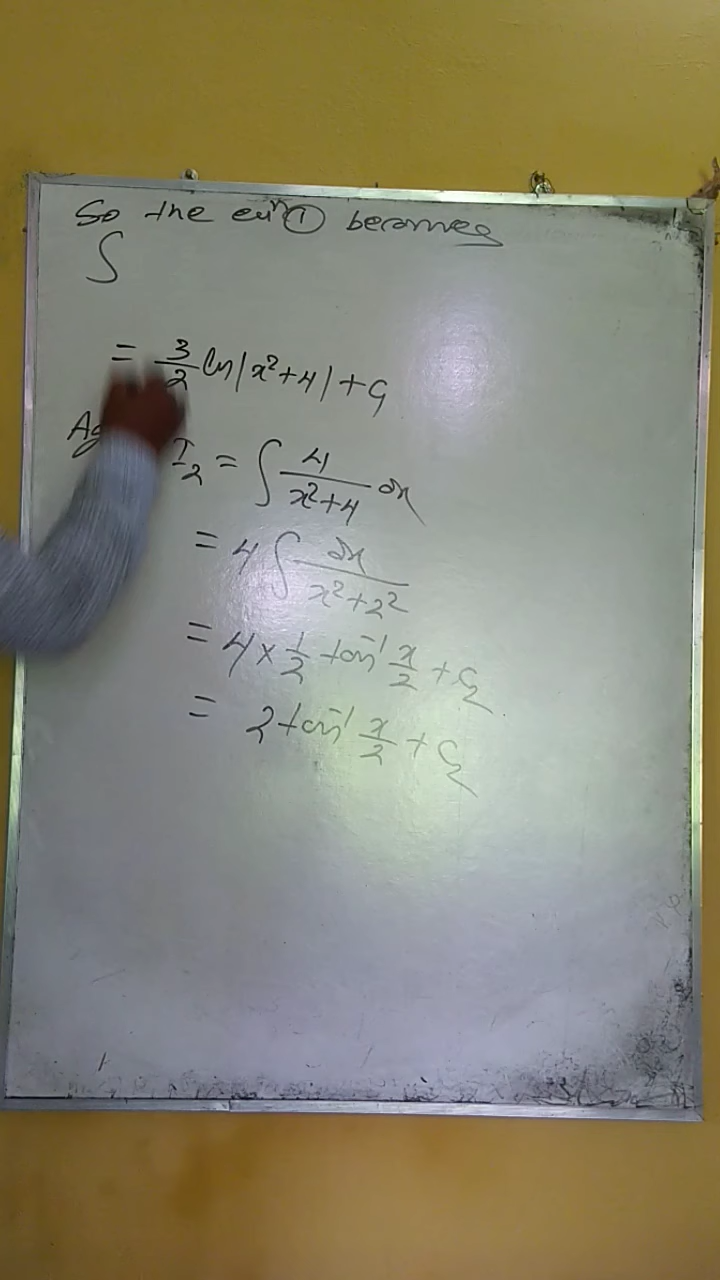 So the eqⁿ ① becomes
∫
= 3/2 ln|x²+4| + C₁
I₂ = ∫ 4/(x²+4) dx
= 4 ∫ dx/(x²+2²)
= 4 × 1/2 tan⁻¹ x/2 + C₂
= 2 tan⁻¹ x/2 + C₂